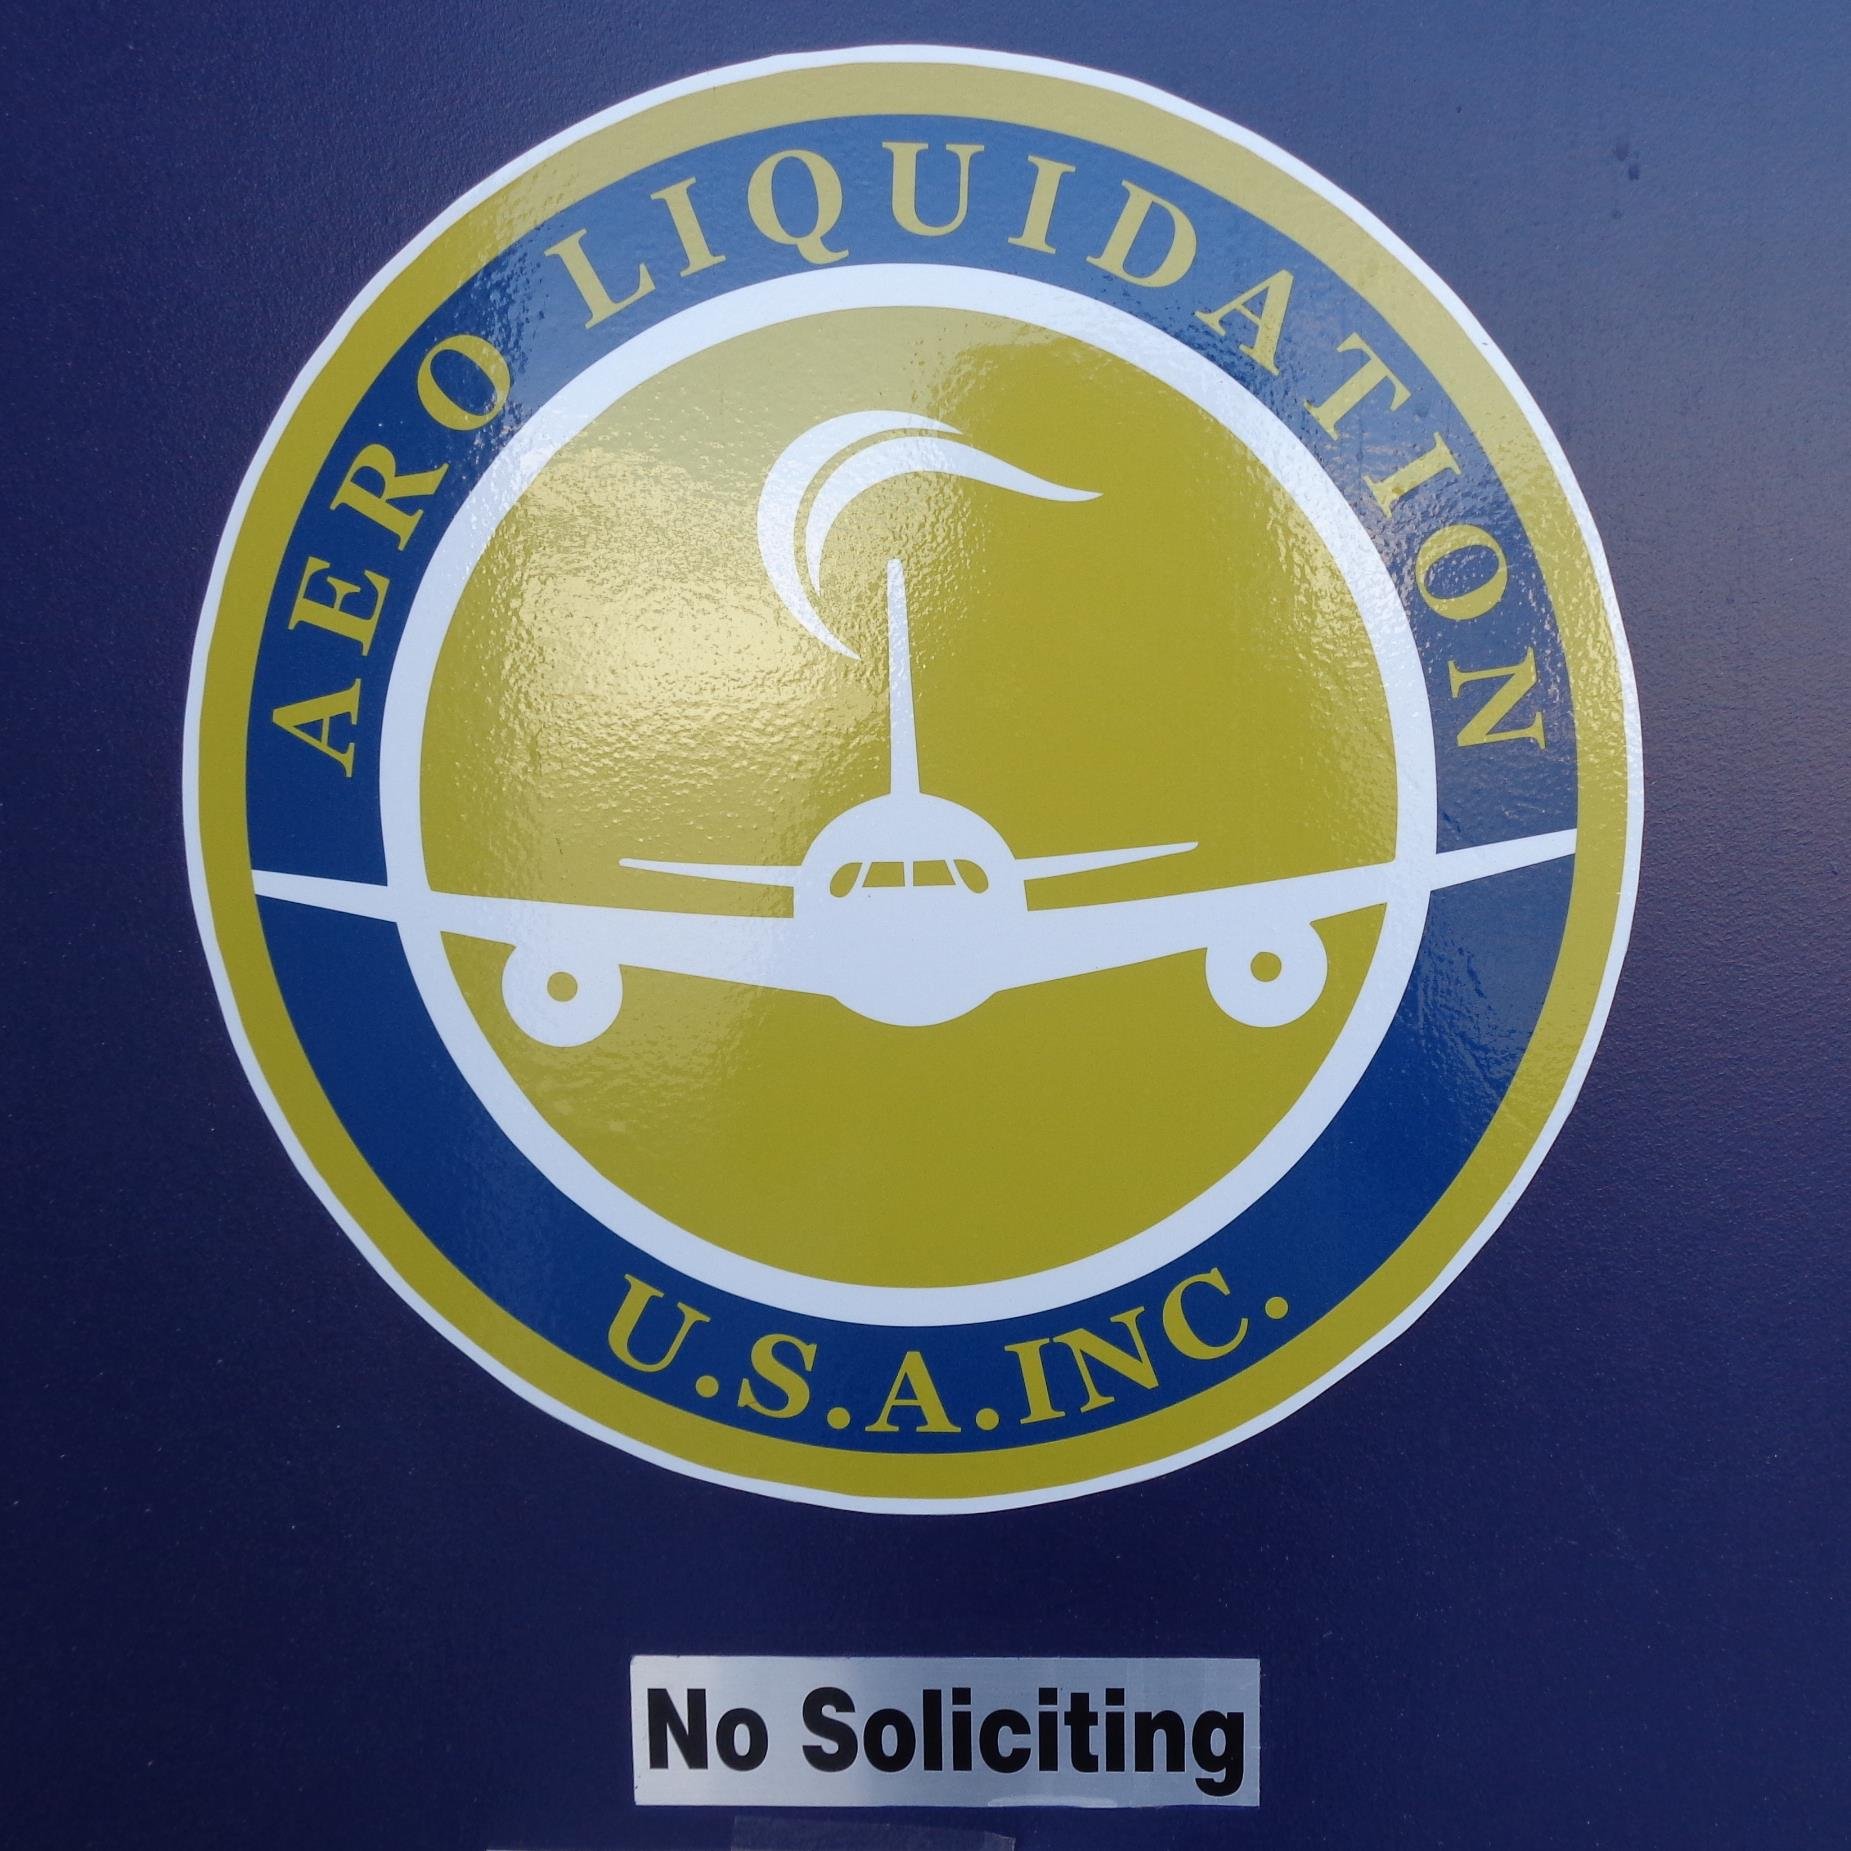 AERO LIQUIDATION
U.S.A.INC.
No Soliciting